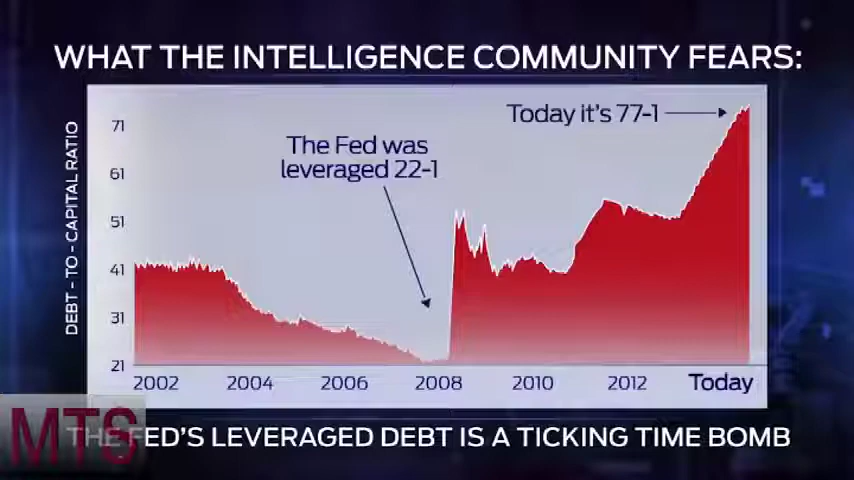 WHAT THE INTELLIGENCE COMMUNITY FEARS:
DEBT - TO - CAPITAL RATIO
71
61
51
41
31
21
The Fed was
leveraged 22-1
Today it's 77-1
2002 2004 2006 2008 2010 2012 Today
MTS
THE FED'S LEVERAGED DEBT IS A TICKING TIME BOMB